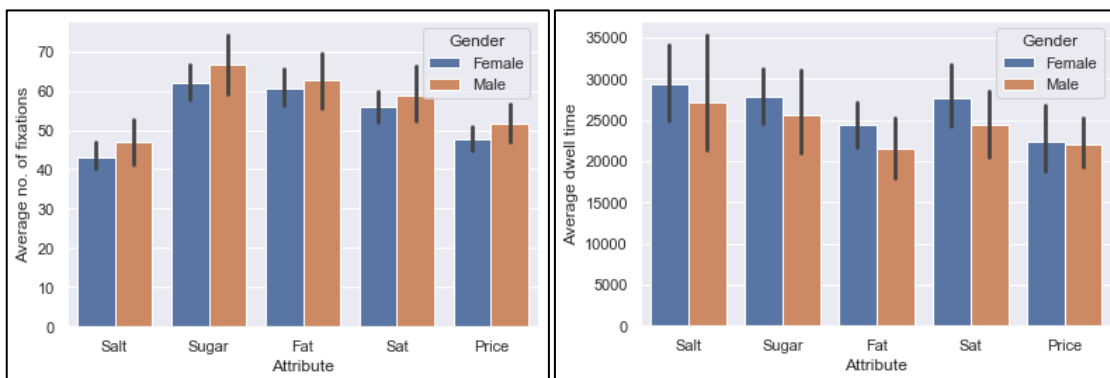 Average no. of fixations
70
60
50
40
30
20
10
0
Gender
Female
Male
Salt Sugar Fat Sat Price
Attribute
Average dwell time
35000
30000
25000
20000
15000
10000
5000
0
Gender
Female
Male
Salt Sugar Fat Sat Price
Attribute